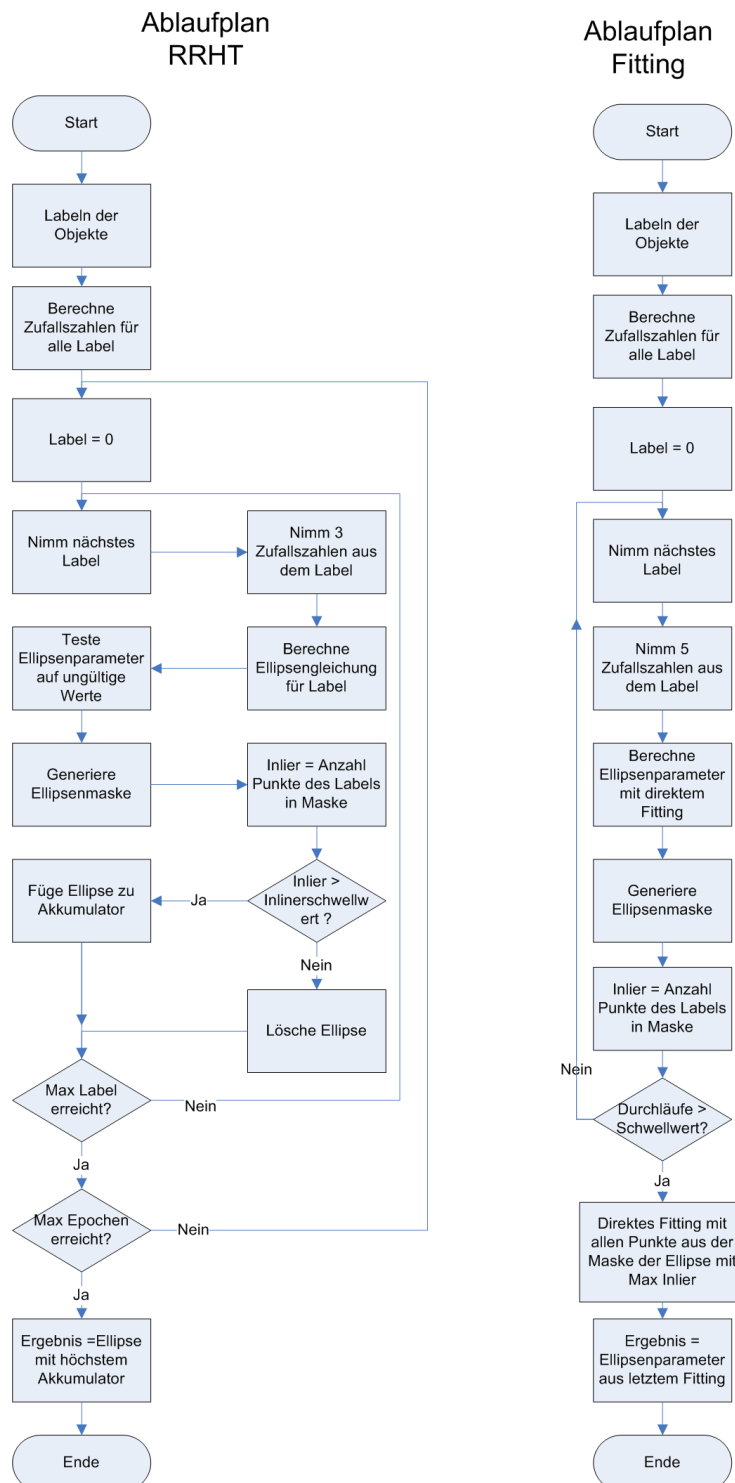 Ablaufplan
RRHT
Start
Labeln der
Objekte
Berechne
Zufallszahlen für
alle Label
Label = 0
Nimm nächstes
Label
Nimm 3
Zufallszahlen aus
dem Label
Teste
Ellipsenparameter
auf ungültige
Werte
Berechne
Ellipsengleichung
für Label
Generiere
Ellipsenmaske
Inlier = Anzahl
Punkte des Labels
in Maske
Füge Ellipse zu
Akkumulator
Ja
Inlier >
Inlinerschwellw
ert ?
Nein
Lösche Ellipse
Max Label
erreicht?
Nein
Ja
Max Epochen
erreicht?
Nein
Ja
Ergebnis =Ellipse
mit höchstem
Akkumulator
Ende
Ablaufplan
Fitting
Start
Labeln der
Objekte
Berechne
Zufallszahlen für
alle Label
Label = 0
Nimm nächstes
Label
Nimm 5
Zufallszahlen aus
dem Label
Berechne
Ellipsenparameter
mit direktem
Fitting
Generiere
Ellipsenmaske
Inlier = Anzahl
Punkte des Labels
in Maske
Nein
Durchläufe >
Schwellwert?
Ja
Direktes Fitting mit
allen Punkte aus der
Maske der Ellipse mit
Max Inlier
Ergebnis =
Ellipsenparameter
aus letztem Fitting
Ende